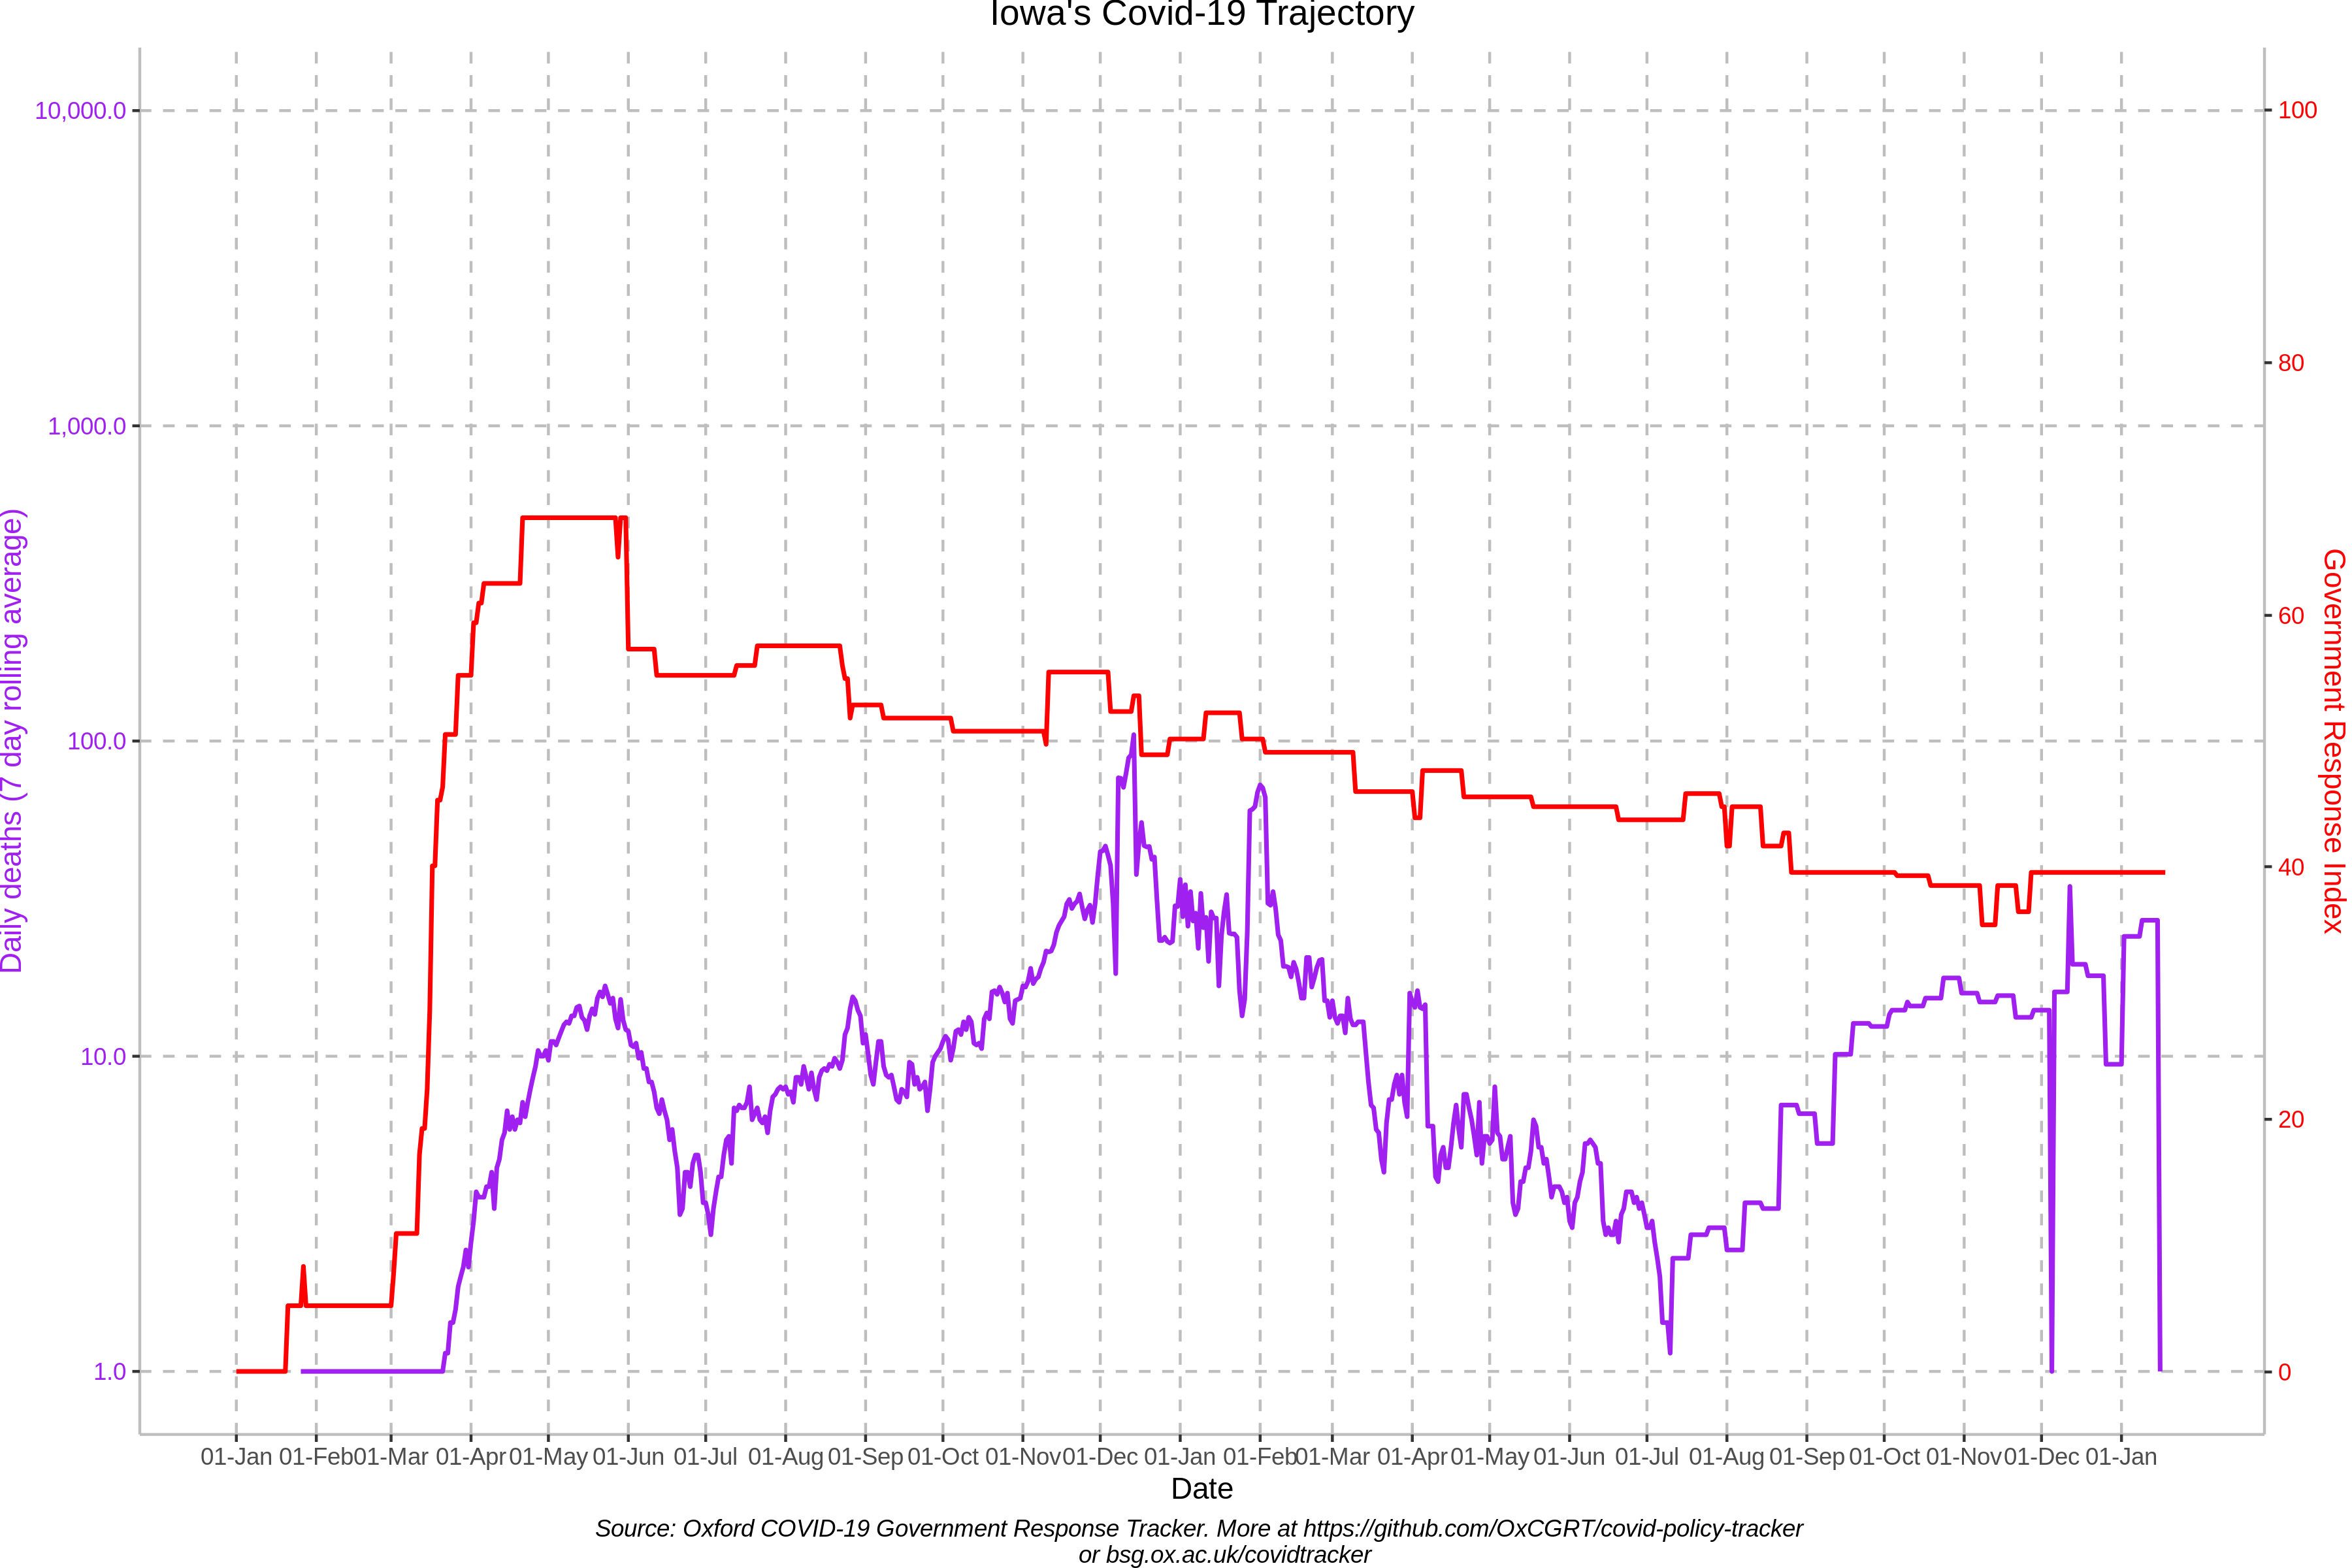 Iowa's Covid-19 Trajectory
10,000.0
1,000.0
100.0
10.0
1.0
Daily deaths (7 day rolling average)
100
80
60
40
20
0
Government Response Index
01-Jan 01-Feb 01-Mar 01-Apr 01-May 01-Jun 01-Jul 01-Aug 01-Sep 01-Oct 01-Nov 01-Dec 01-Jan 01-Feb 01-Mar 01-Apr 01-May 01-Jun 01-Jul 01-Aug 01-Sep 01-Oct 01-Nov 01-Dec 01-Jan
Date
Source: Oxford COVID-19 Government Response Tracker. More at https://github.com/OxCGRT/covid-policy-tracker
or bsg.ox.ac.uk/covidtracker